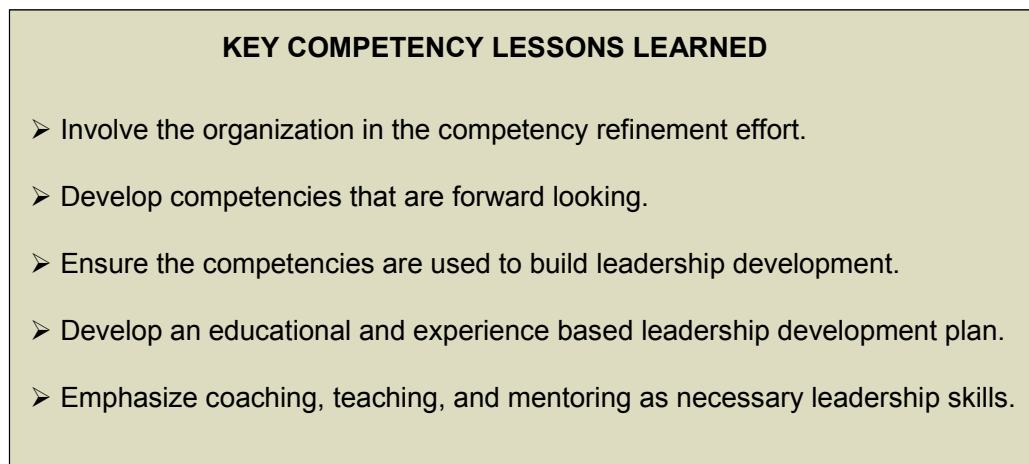 KEY COMPETENCY LESSONS LEARNED
➢ Involve the organization in the competency refinement effort.
➢ Develop competencies that are forward looking.
➢ Ensure the competencies are used to build leadership development.
➢ Develop an educational and experience based leadership development plan.
➢ Emphasize coaching, teaching, and mentoring as necessary leadership skills.